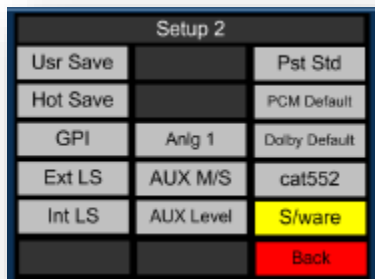 Setup 2
Usr Save Pst Std
Hot Save PCM Default
GPI Anlg 1 Dolby Default
Ext LS AUX M/S cat552
Int LS AUX Level S/ware
Back